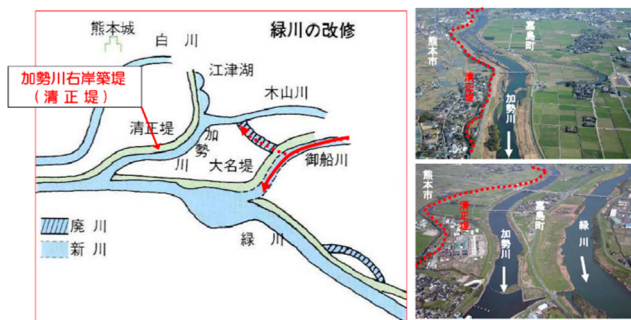 緑川の改修
熊本城
白川
江津湖
加勢川右岸築堤
(清正堤)
木山川
清正堤
加勢川
大名堤
御船川
緑川
廃川
新川
熊本市
嘉島町
清正堤
加勢川
熊本市
清正堤
嘉島町
加勢川
緑川